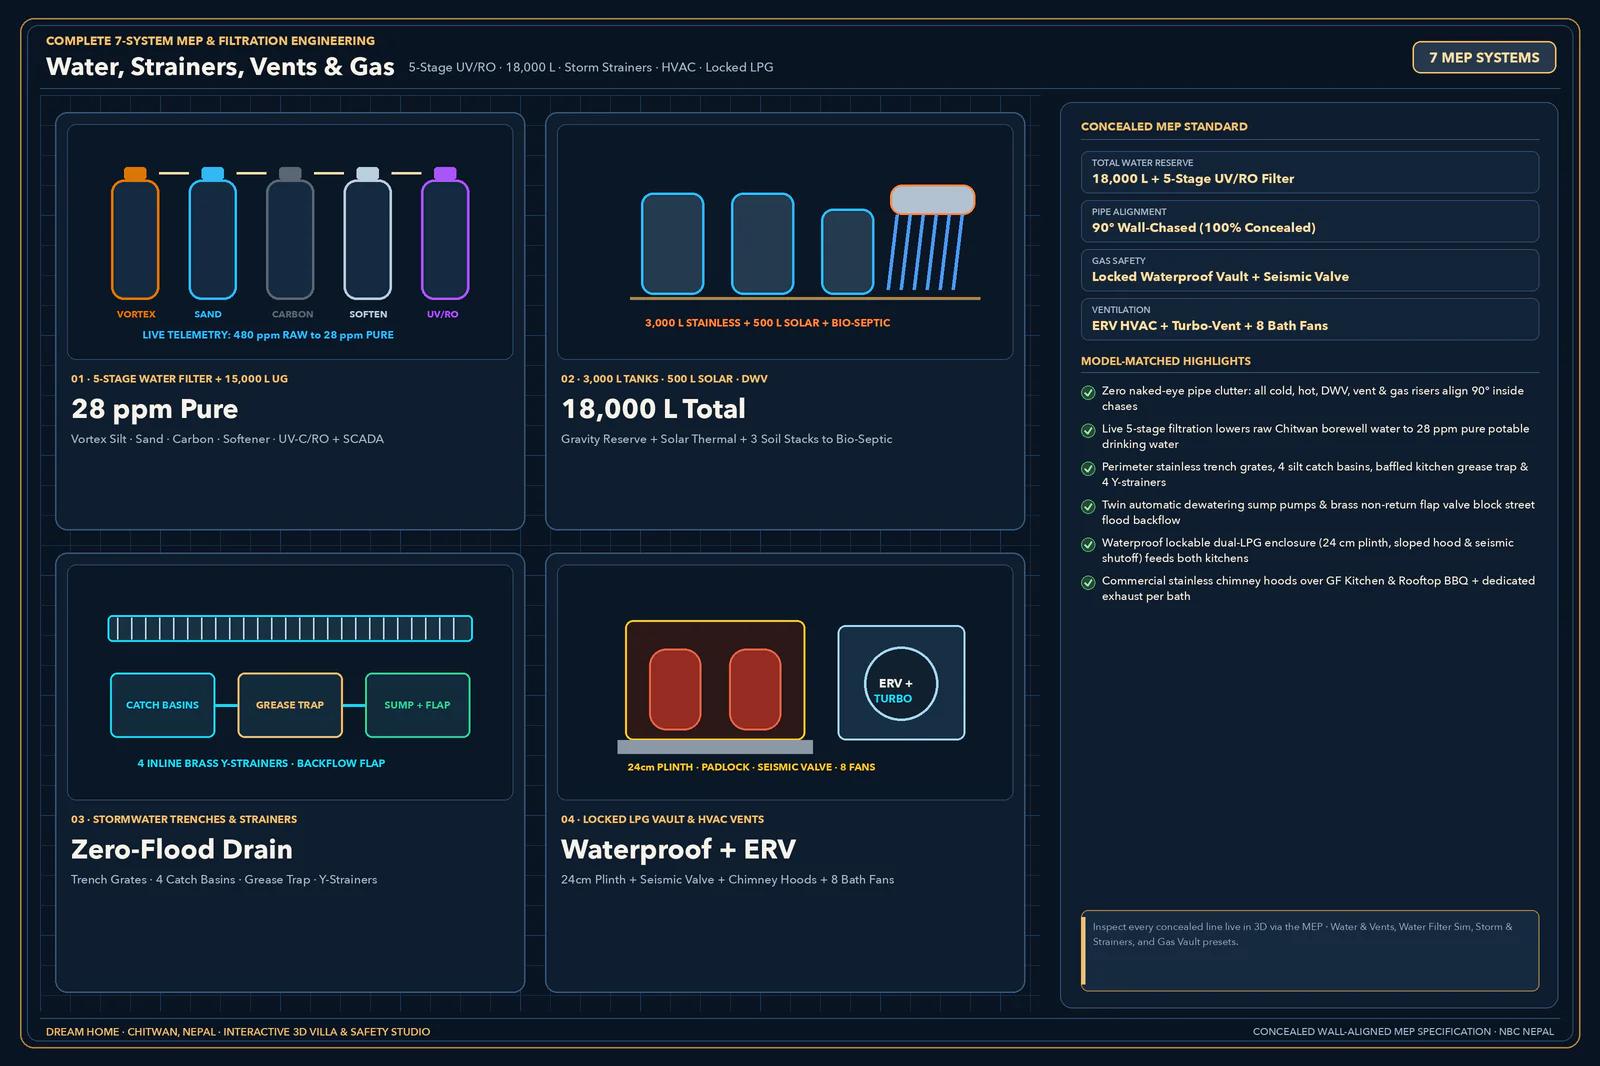 COMPLETE 7-SYSTEM MEP & FILTRATION ENGINEERING
Water, Strainers, Vents & Gas
5-Stage UV/RO · 18,000 L · Storm Strainers · HVAC · Locked LPG
7 MEP SYSTEMS
VORTEX
SAND
CARBON
SOFTEN
UV/RO
LIVE TELEMETRY: 480 ppm RAW to 28 ppm PURE
01 · 5-STAGE WATER FILTER + 15,000 L UG
28 ppm Pure
Vortex Silt · Sand · Carbon · Softener · UV-C/RO + SCADA
3,000 L STAINLESS + 500 L SOLAR + BIO-SEPTIC
02 · 3,000 L TANKS · 500 L SOLAR · DWV
18,000 L Total
Gravity Reserve + Solar Thermal + 3 Soil Stacks to Bio-Septic
CATCH BASINS
GREASE TRAP
SUMP + FLAP
4 INLINE BRASS Y-STRAINERS · BACKFLOW FLAP
03 · STORMWATER TRENCHES & STRAINERS
Zero-Flood Drain
Trench Grates · 4 Catch Basins · Grease Trap · Y-Strainers
ERV +
TURBO
24cm PLINTH · PADLOCK · SEISMIC VALVE · 8 FANS
04 · LOCKED LPG VAULT & HVAC VENTS
Waterproof + ERV
24cm Plinth + Seismic Valve + Chimney Hoods + 8 Bath Fans
CONCEALED MEP STANDARD
TOTAL WATER RESERVE
18,000 L + 5-Stage UV/RO Filter
PIPE ALIGNMENT
90° Wall-Chased (100% Concealed)
GAS SAFETY
Locked Waterproof Vault + Seismic Valve
VENTILATION
ERV HVAC + Turbo-Vent + 8 Bath Fans
MODEL-MATCHED HIGHLIGHTS
Zero naked-eye pipe clutter: all cold, hot, DWV, vent & gas risers align 90° inside
chases
Live 5-stage filtration lowers raw Chitwan borewell water to 28 ppm pure potable
drinking water
Perimeter stainless trench grates, 4 silt catch basins, baffled kitchen grease trap &
4 Y-strainers
Twin automatic dewatering sump pumps & brass non-return flap valve block street
flood backflow
Waterproof lockable dual-LPG enclosure (24 cm plinth, sloped hood & seismic
shutoff) feeds both kitchens
Commercial stainless chimney hoods over GF Kitchen & Rooftop BBQ + dedicated
exhaust per bath
Inspect every concealed line live in 3D via the MEP · Water & Vents, Water Filter Sim, Storm &
Strainers, and Gas Vault presets.
DREAM HOME · CHITWAN, NEPAL · INTERACTIVE 3D VILLA & SAFETY STUDIO
CONCEALED WALL-ALIGNED MEP SPECIFICATION · NBC NEPAL